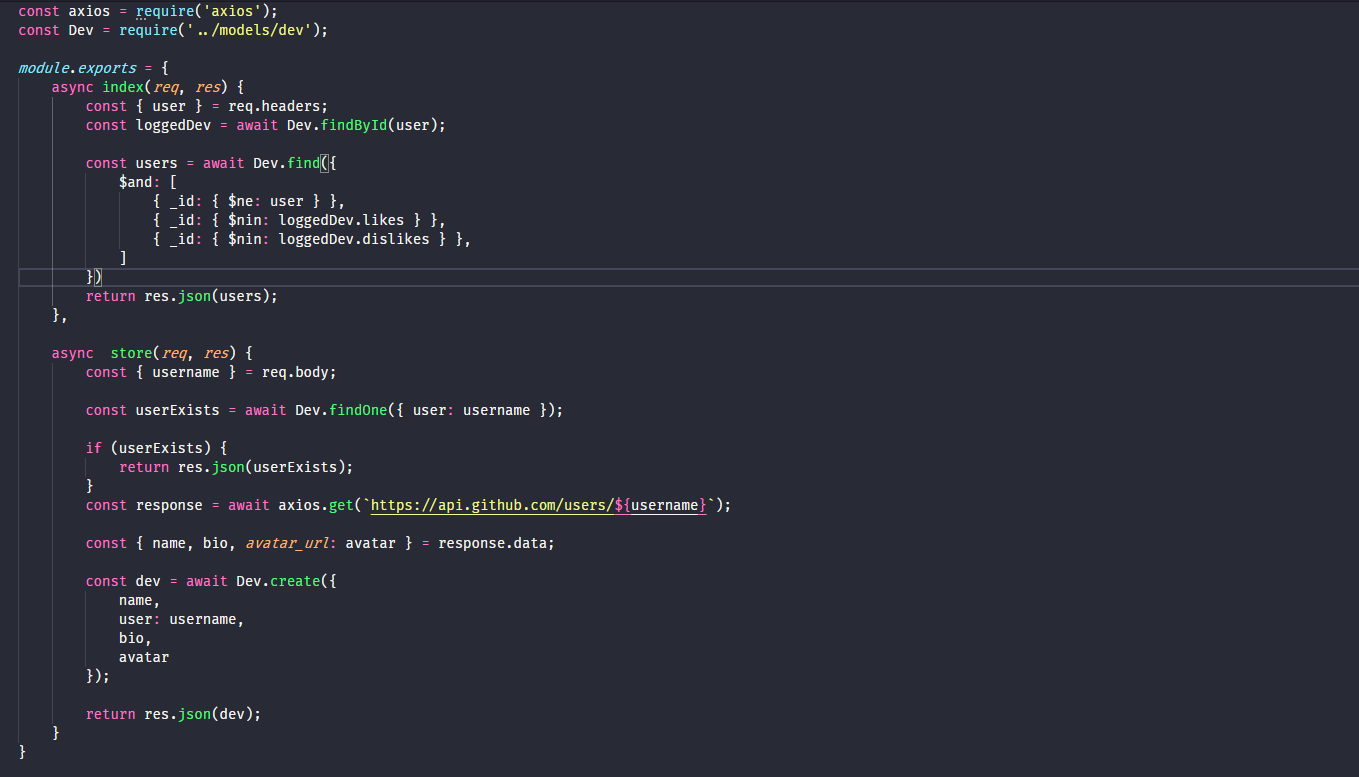 const axios = require('axios');
const Dev = require('../models/dev');

module.exports = {
    async index(req, res) {
        const { user } = req.headers;
        const loggedDev = await Dev.findById(user);

        const users = await Dev.find({
            $and: [
                { _id: { $ne: user } },
                { _id: { $nin: loggedDev.likes } },
                { _id: { $nin: loggedDev.dislikes } },
            ]
        })
        return res.json(users);
    },

    async  store(req, res) {
        const { username } = req.body;

        const userExists = await Dev.findOne({ user: username });

        if (userExists) {
            return res.json(userExists);
        }
        const response = await axios.get(`https://api.github.com/users/${username}`);

        const { name, bio, avatar_url: avatar } = response.data;

        const dev = await Dev.create({
            name,
            user: username,
            bio,
            avatar
        });

        return res.json(dev);
    }
}